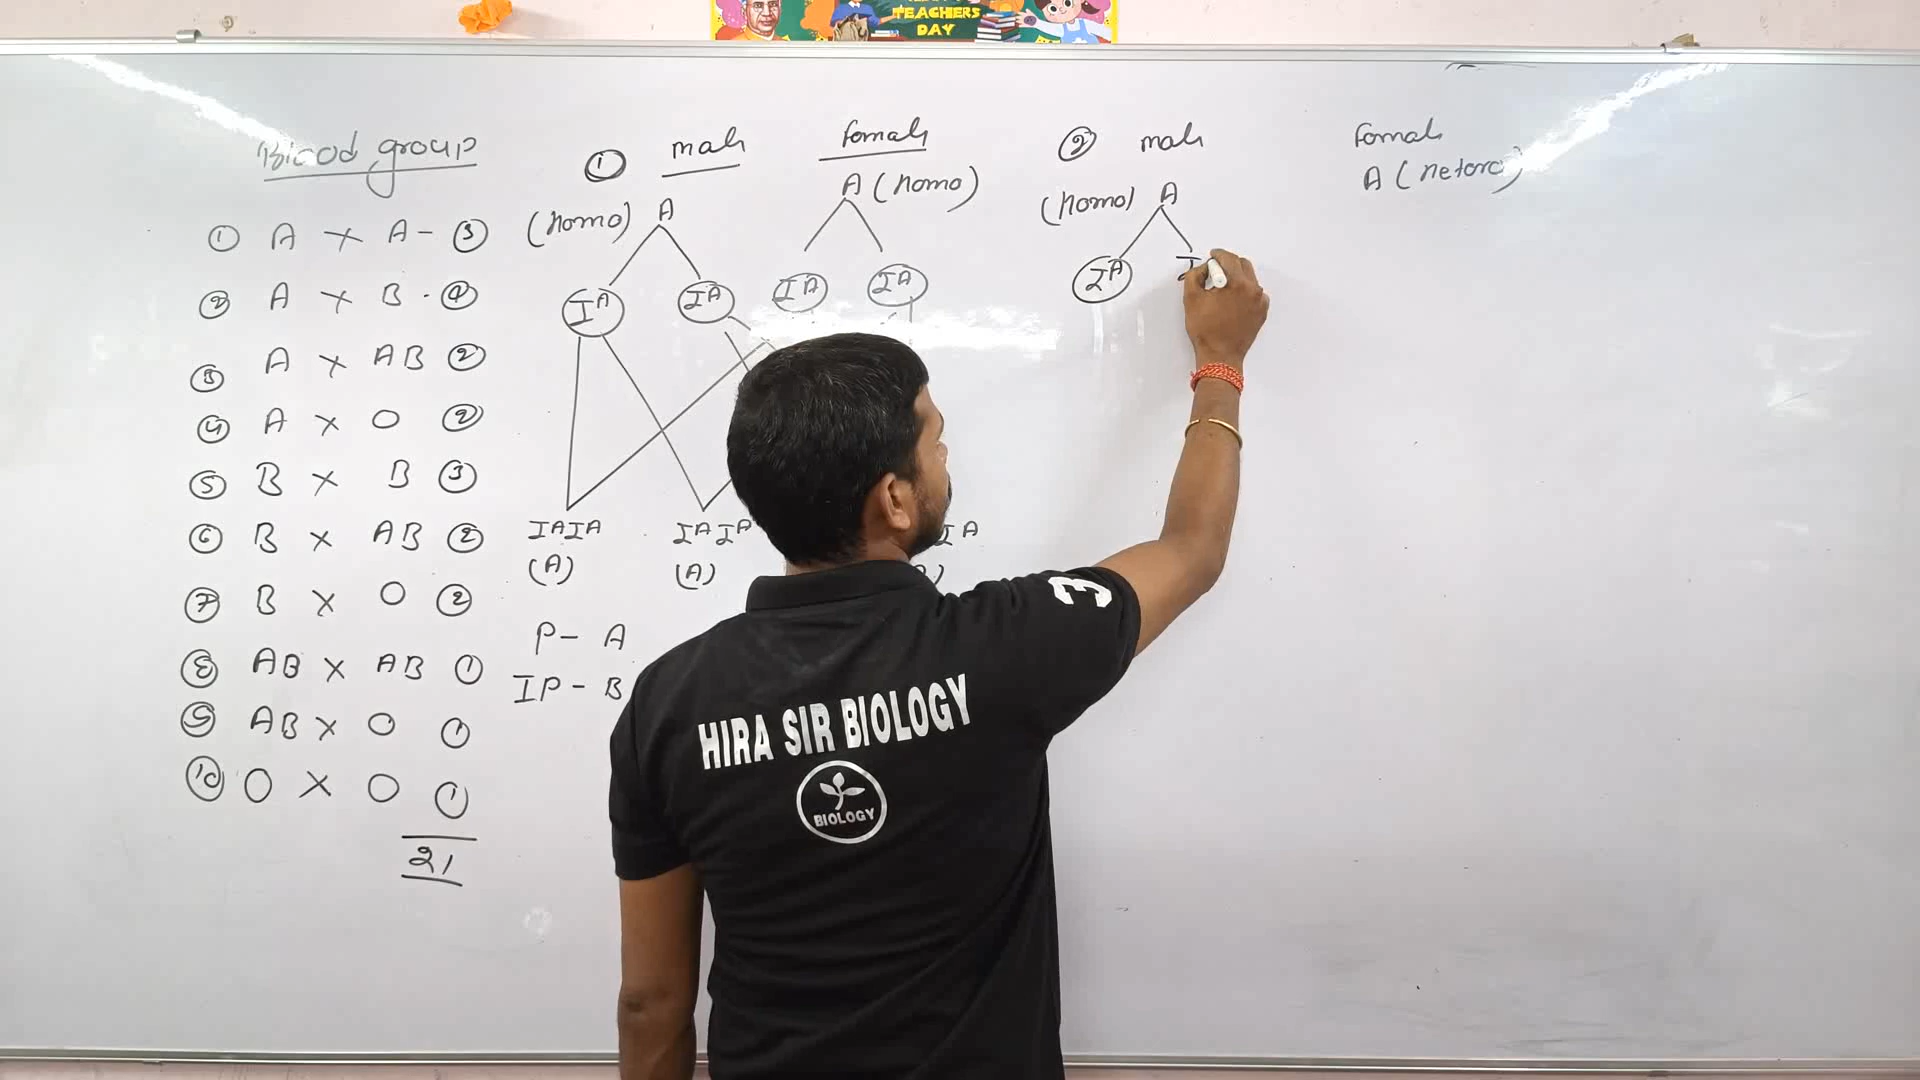 TEACHERS
DAY
Blood group
① A × A - ③
② A × B - ④
③ A × AB ②
④ A × O ②
⑤ B × B ③
⑥ B × AB ②
⑦ B × O ②
⑧ AB × AB ①
⑨ AB × O ①
⑩ O × O ①
21
① male female
(homo) A A (homo)
IA IA IA IA
IAIA IAIA IA
(A) (A)
P - A
IP - B
② male female
(homo) A A (hetero)
IA I
3
HIRA SIR BIOLOGY
BIOLOGY